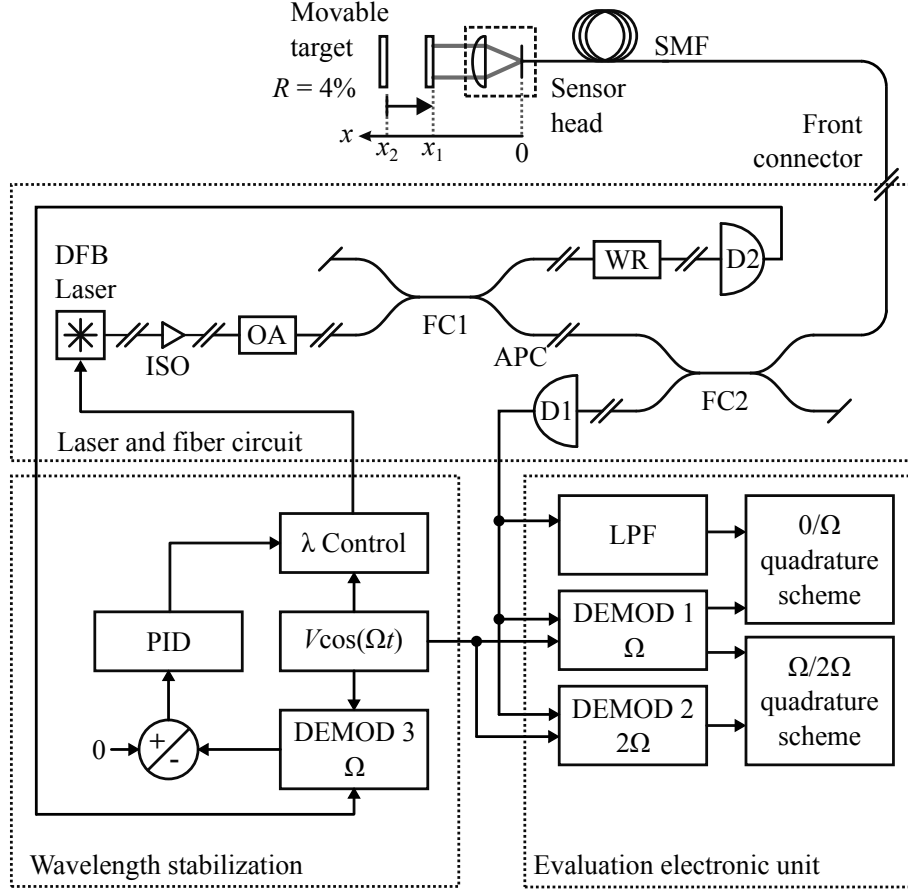 Movable
target
R = 4%
x
x₂
x₁
0
Sensor
head
SMF
Front
connector
DFB
Laser
ISO
OA
FC1
WR
D2
APC
FC2
D1
Laser and fiber circuit
λ Control
PID
Vcos(Ωt)
0
+
-
DEMOD 3
Ω
Wavelength stabilization
LPF
DEMOD 1
Ω
DEMOD 2
2Ω
0/Ω
quadrature
scheme
Ω/2Ω
quadrature
scheme
Evaluation electronic unit